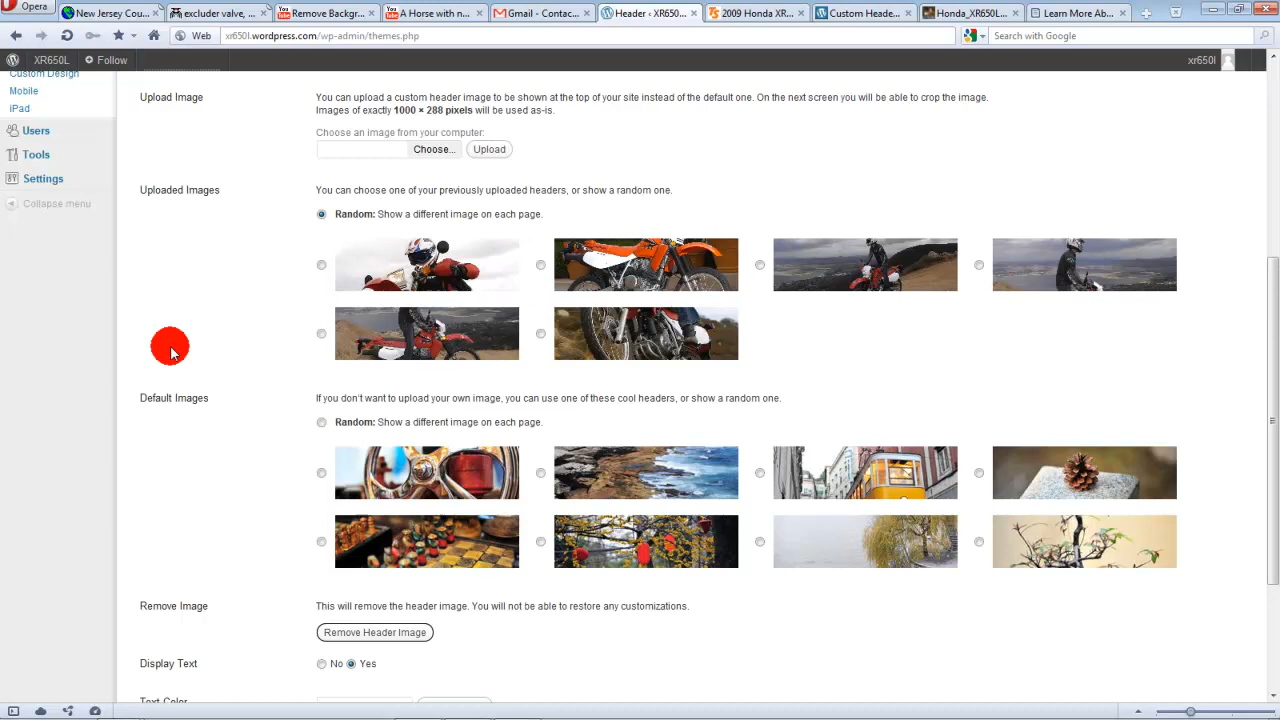 Opera
New Jersey Coun...
excluder valve, ...
Remove Backgr...
A Horse with n...
Gmail - Contac...
Header ‹ XR650...
2009 Honda XR...
Custom Heade...
Honda_XR650L...
Learn More Ab...
Web
xr650l.wordpress.com/wp-admin/themes.php
Search with Google
XR650L
Follow
xr650l
Custom Design
Mobile
iPad
Users
Tools
Settings
Collapse menu
Upload Image
You can upload a custom header image to be shown at the top of your site instead of the default one. On the next screen you will be able to crop the image.
Images of exactly 1000 × 288 pixels will be used as-is.
Choose an image from your computer:
Choose...
Upload
Uploaded Images
You can choose one of your previously uploaded headers, or show a random one.
Random: Show a different image on each page.
Default Images
If you don't want to upload your own image, you can use one of these cool headers, or show a random one.
Random: Show a different image on each page.
Remove Image
This will remove the header image. You will not be able to restore any customizations.
Remove Header Image
Display Text
No
Yes
Text Color